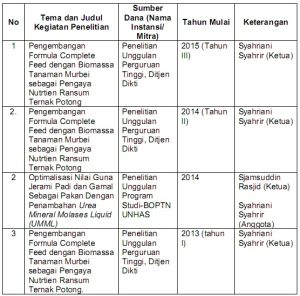 No
Tema dan Judul
Kegiatan Penelitian
Sumber
Dana (Nama
Instansi/
Mitra)
Tahun Mulai
Keterangan
1
Pengembangan
Formula Complete
Feed dengan Biomassa
Tanaman Murbei
sebagai Pengaya
Nutrien Ransum
Ternak Potong
Penelitian
Unggulan
Perguruan
Tinggi, Ditjen
Dikti
2015 (Tahun
III)
Syahriani
Syahrir (Ketua)
2.
Pengembangan
Formula Complete
Feed dengan Biomassa
Tanaman Murbei
sebagai Pengaya
Nutrien Ransum
Ternak Potong
Penelitian
Unggulan
Perguruan
Tinggi, Ditjen
Dikti
2014 (Tahun
II)
Syahriani
Syahrir (Ketua)
2
Optimalisasi Nilai Guna
Jerami Padi dan Gamal
Sebagai Pakan Dengan
Penambahan Urea
Mineral Molases Liquid
(UMML)
Penelitian
Unggulan
Program
Studi-BOPTN
UNHAS
2014
Sjamsuddin
Rasjid (Ketua)
Syahriani
Syahrir
(Anggota)
3
Pengembangan
Formula Complete
Feed dengan Biomassa
Tanaman Murbei
sebagai Pengaya
Nutrien Ransum
Ternak Potong.
Penelitian
Unggulan
Perguruan
Tinggi, Ditjen
Dikti
2013 (tahun
I)
Syahriani
Syahrir (Ketua)